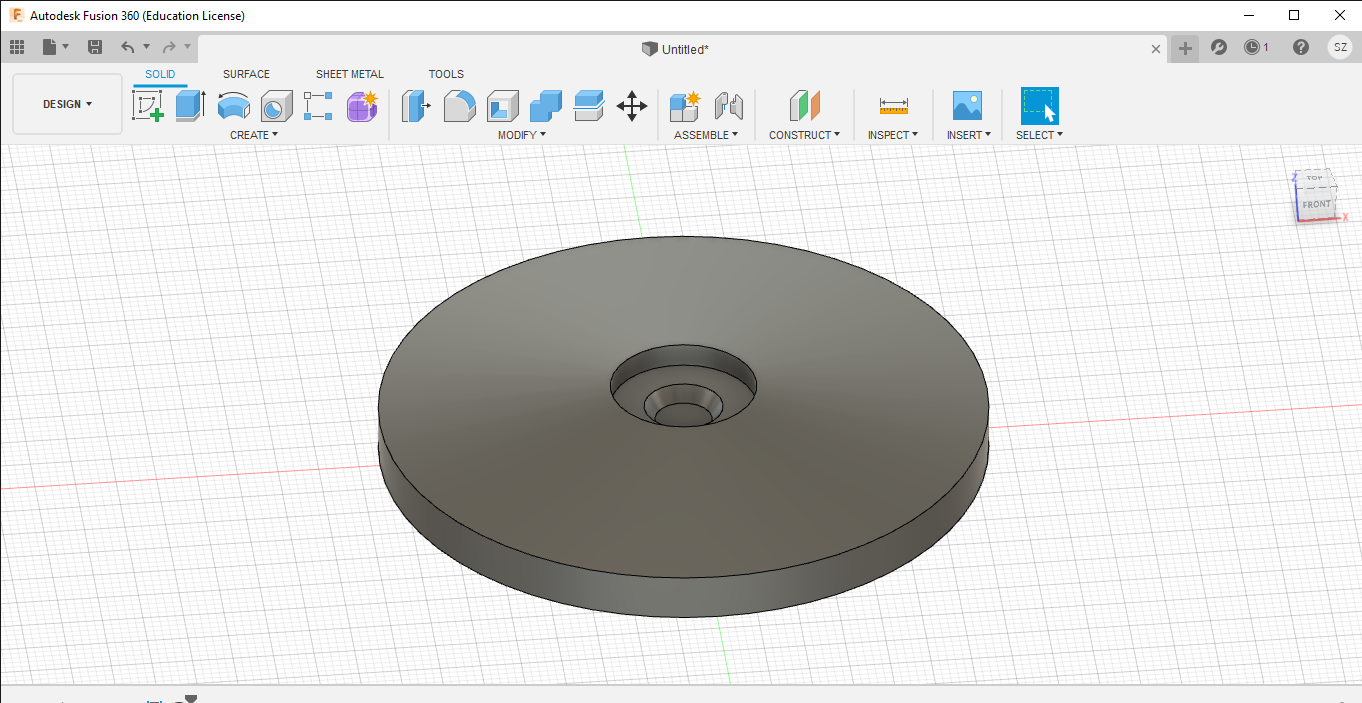 F Autodesk Fusion 360 (Education License)
Untitled*
1
SZ
SOLID SURFACE SHEET METAL TOOLS
DESIGN
CREATE MODIFY ASSEMBLE CONSTRUCT INSPECT INSERT SELECT
Z TOP
FRONT
X